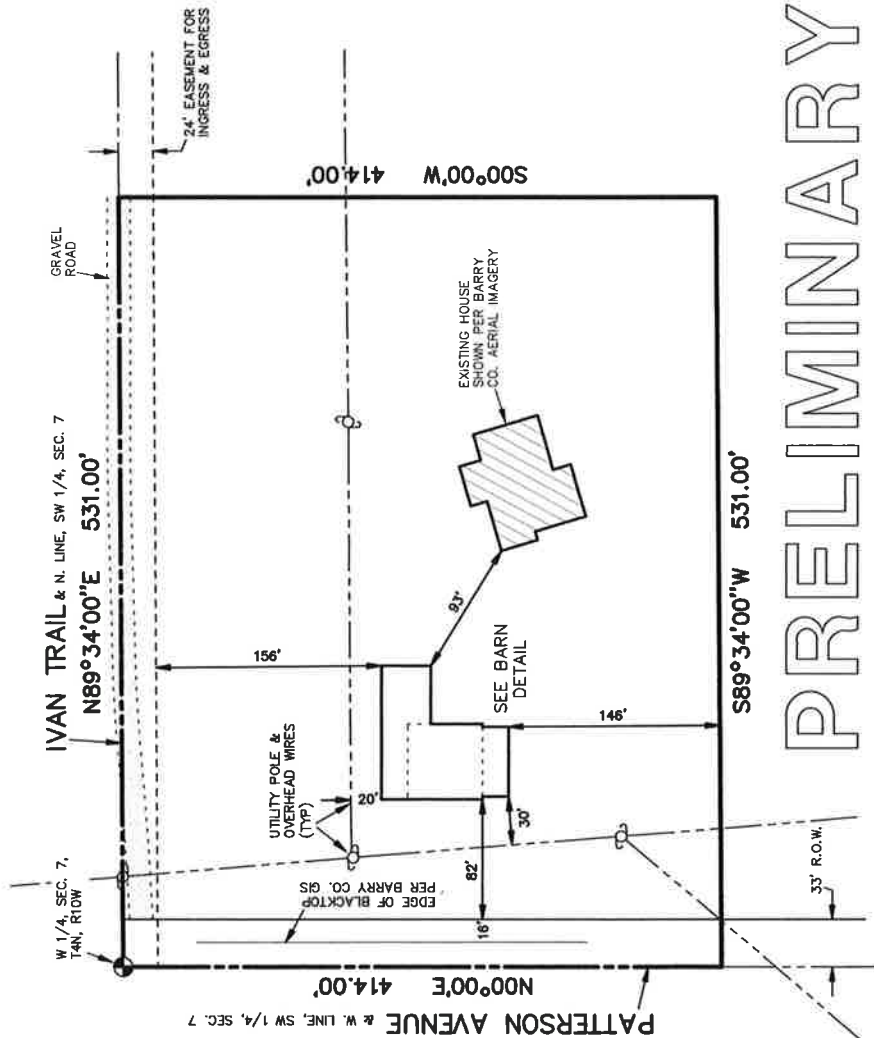 W 1/4, SEC. 7,
T4N, R10W
IVAN TRAIL & N. LINE, SW 1/4, SEC. 7
N89°34'00"E 531.00'
GRAVEL
ROAD
24' EASEMENT FOR
INGRESS & EGRESS
UTILITY POLE &
OVERHEAD WIRES
(TYP)
156'
20'
EDGE OF BLACKTOP
PER BARRY CO. GIS
16'
82'
30'
93'
SEE BARN
DETAIL
146'
EXISTING HOUSE
SHOWN PER BARRY
CO. AERIAL IMAGERY
S00°00'W 414.00'
N00°00'E 414.00'
PATTERSON AVENUE & W. LINE, SW 1/4, SEC. 7
S89°34'00"W 531.00'
33' R.O.W.
PRELIMINARY